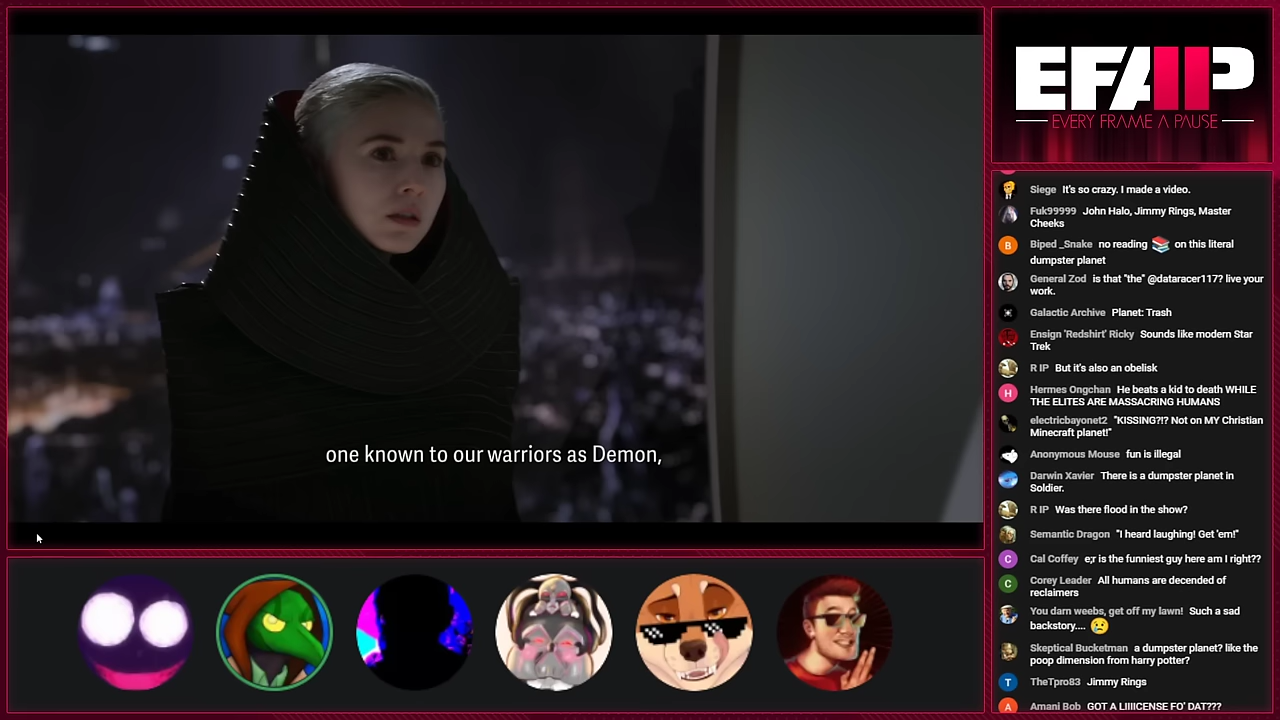 one known to our warriors as Demon,
EFAP
EVERY FRAME A PAUSE
Siege It's so crazy. I made a video.
Fuk99999 John Halo, Jimmy Rings, Master
Cheeks
B Biped _Snake no reading 📚 on this literal
dumpster planet
General Zod is that "the" @dataracer117? live your
work.
Galactic Archive Planet: Trash
Ensign 'Redshirt' Ricky Sounds like modern Star
Trek
R IP But it's also an obelisk
H Hermes Ongchan He beats a kid to death WHILE
THE ELITES ARE MASSACRING HUMANS
electricbayonet2 "KISSING?!? Not on MY Christian
Minecraft planet!"
Anonymous Mouse fun is illegal
Darwin Xavier There is a dumpster planet in
Soldier.
R IP Was there flood in the show?
Semantic Dragon "I heard laughing! Get 'em!"
C Cal Coffey e;r is the funniest guy here am I right??
C Corey Leader All humans are decended of
reclaimers
You darn weebs, get off my lawn! Such a sad
backstory.... 😢
Skeptical Bucketman a dumpster planet? like the
poop dimension from harry potter?
T TheTpro83 Jimmy Rings
A Amani Bob GOT A LIIIICENSE FO' DAT???